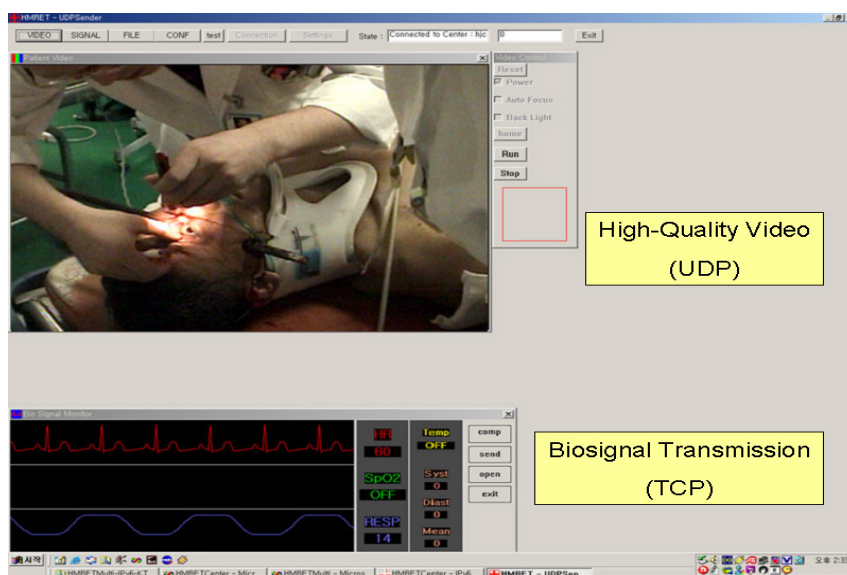 HMRET - UDPSender
VIDEO SIGNAL FILE CONF test Connection Settings State : Connected to Center : hjc 0 Exit
Patient Video
Video Control
Reset
Power
Auto Focus
Back Light
home
Run
Stop
High-Quality Video
(UDP)
Bio Signal Monitor
HR
60
SpO2
OFF
RESP
14
Temp
OFF
Syst
0
Diast
0
Mean
0
comp
send
open
exit
Biosignal Transmission
(TCP)
시작
오후 2:33
HMRETMulti-IPv6-KT HMRETCenter - Micr HMRETMulti - Micros HMRETCenter - IPv6 HMRET - UDPSen